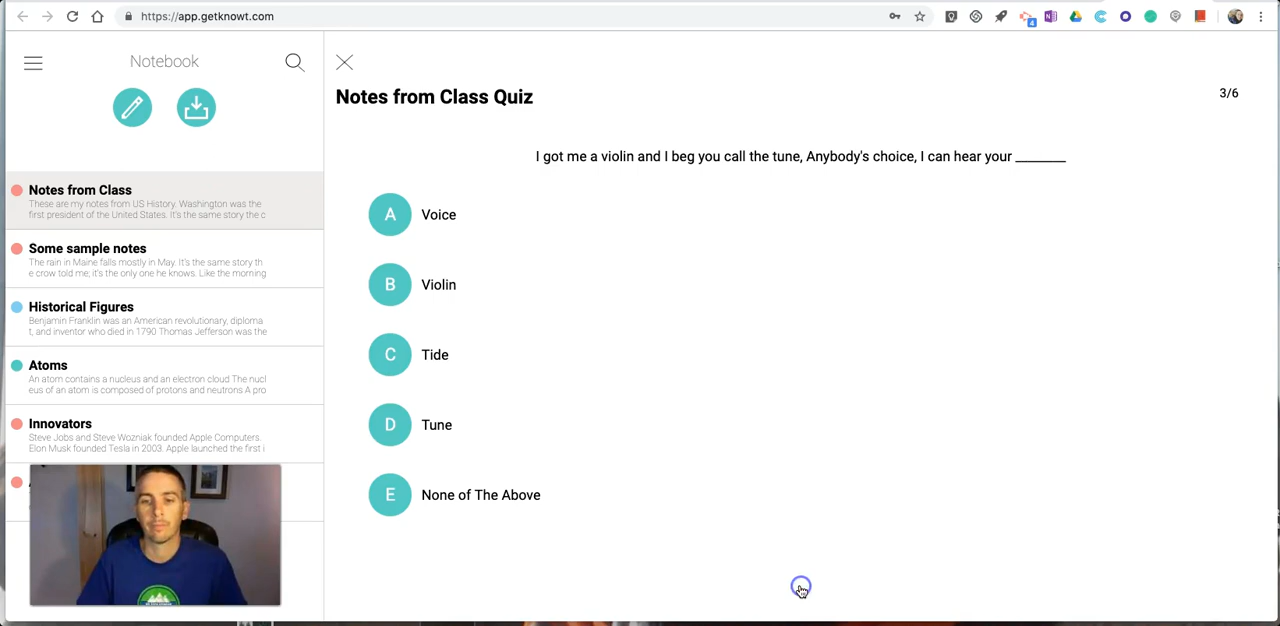 https://app.getknowt.com
4
Notebook
Notes from Class
These are my notes from US History. Washington was the
first president of the United States. It's the same story the c
Some sample notes
The rain in Maine falls mostly in May. It's the same story th
e crow told me; it's the only one he knows. Like the morning
Historical Figures
Benjamin Franklin was an American revolutionary, diploma
t, and inventor who died in 1790 Thomas Jefferson was the
Atoms
An atom contains a nucleus and an electron cloud The nucl
eus of an atom is composed of protons and neutrons A pro
Innovators
Steve Jobs and Steve Wozniak founded Apple Computers.
Elon Musk founded Tesla in 2003. Apple launched the first i
Notes from Class Quiz
3/6
I got me a violin and I beg you call the tune, Anybody's choice, I can hear your _______
A Voice
B Violin
C Tide
D Tune
E None of The Above